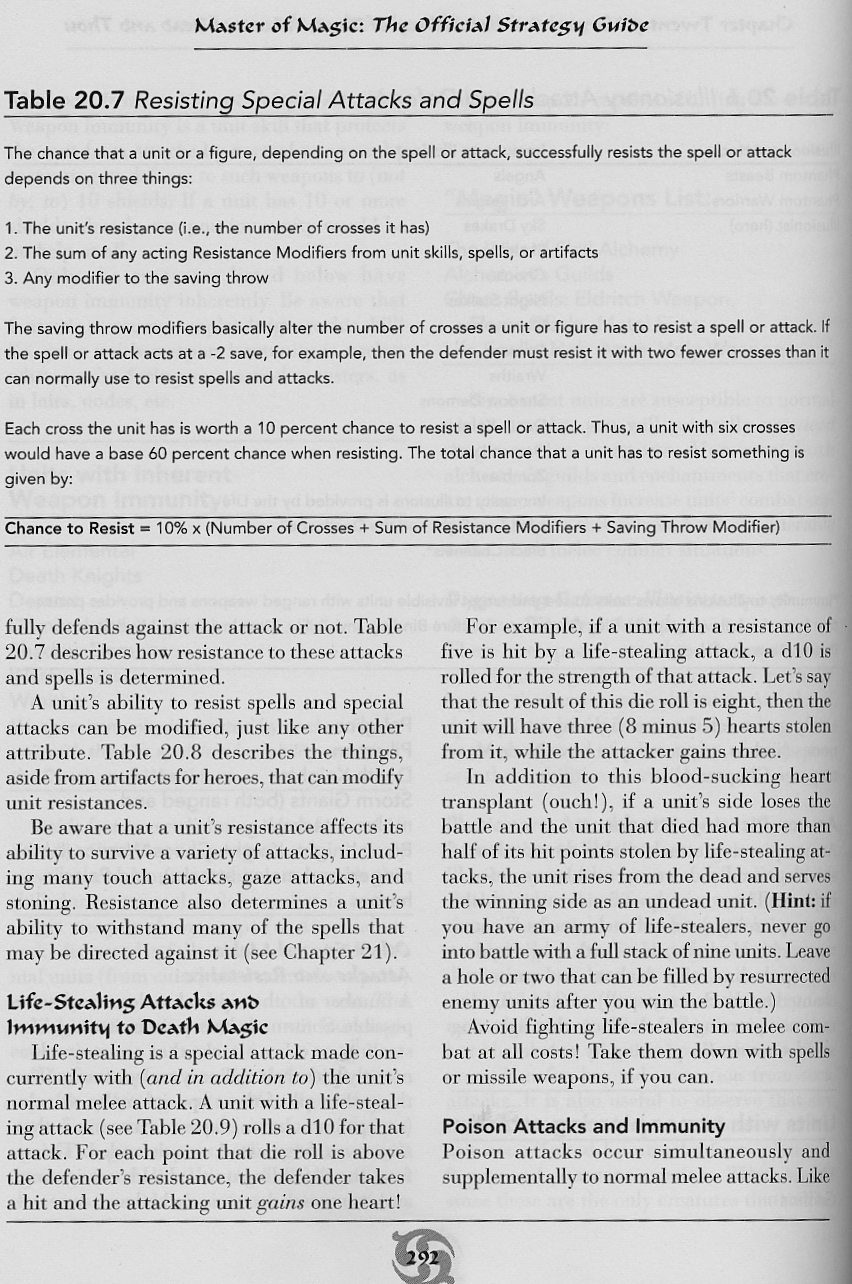 Master of Magic: The Official Strategy Guide
Table 20.7 Resisting Special Attacks and Spells
The chance that a unit or a figure, depending on the spell or attack, successfully resists the spell or attack
depends on three things:
1. The unit's resistance (i.e., the number of crosses it has)
2. The sum of any acting Resistance Modifiers from unit skills, spells, or artifacts
3. Any modifier to the saving throw
The saving throw modifiers basically alter the number of crosses a unit or figure has to resist a spell or attack. If
the spell or attack acts at a -2 save, for example, then the defender must resist it with two fewer crosses than it
can normally use to resist spells and attacks.
Each cross the unit has is worth a 10 percent chance to resist a spell or attack. Thus, a unit with six crosses
would have a base 60 percent chance when resisting. The total chance that a unit has to resist something is
given by:
Chance to Resist = 10% x (Number of Crosses + Sum of Resistance Modifiers + Saving Throw Modifier)
fully defends against the attack or not. Table
20.7 describes how resistance to these attacks
and spells is determined.
A unit's ability to resist spells and special
attacks can be modified, just like any other
attribute. Table 20.8 describes the things,
aside from artifacts for heroes, that can modify
unit resistances.
Be aware that a unit's resistance affects its
ability to survive a variety of attacks, includ-
ing many touch attacks, gaze attacks, and
stoning. Resistance also determines a unit's
ability to withstand many of the spells that
may be directed against it (see Chapter 21).
Life-Stealing Attacks and
Immunity to Death Magic
Life-stealing is a special attack made con-
currently with (and in addition to) the unit's
normal melee attack. A unit with a life-steal-
ing attack (see Table 20.9) rolls a d10 for that
attack. For each point that die roll is above
the defender's resistance, the defender takes
a hit and the attacking unit gains one heart!
For example, if a unit with a resistance of
five is hit by a life-stealing attack, a d10 is
rolled for the strength of that attack. Let's say
that the result of this die roll is eight, then the
unit will have three (8 minus 5) hearts stolen
from it, while the attacker gains three.
In addition to this blood-sucking heart
transplant (ouch!), if a unit's side loses the
battle and the unit that died had more than
half of its hit points stolen by life-stealing at-
tacks, the unit rises from the dead and serves
the winning side as an undead unit. (Hint: if
you have an army of life-stealers, never go
into battle with a full stack of nine units. Leave
a hole or two that can be filled by resurrected
enemy units after you win the battle.)
Avoid fighting life-stealers in melee com-
bat at all costs! Take them down with spells
or missile weapons, if you can.
Poison Attacks and Immunity
Poison attacks occur simultaneously and
supplementally to normal melee attacks. Like
292